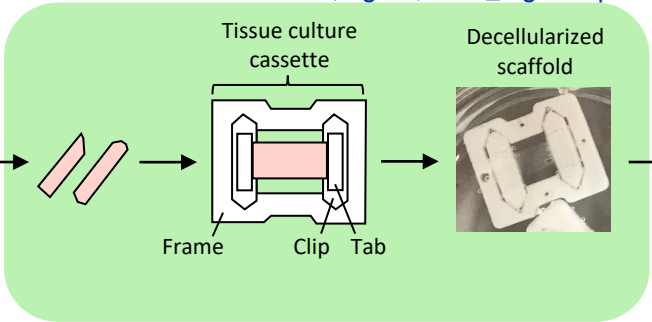 Tissue culture
cassette
Decellularized
scaffold
Frame
Clip
Tab